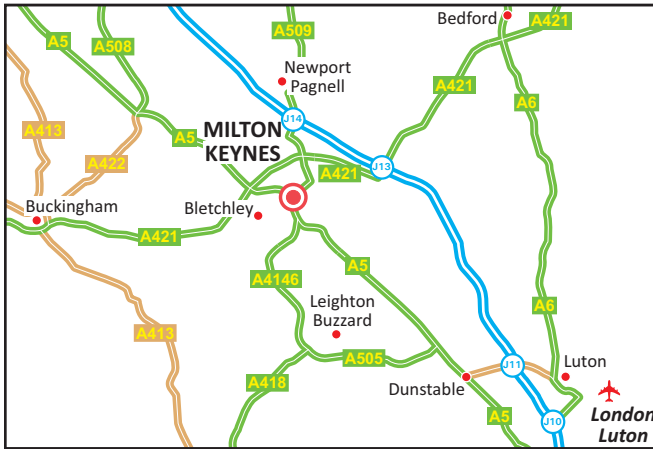 Bedford
A421
A5
A508
A509
Newport
Pagnell
A421
A6
J14
MILTON
KEYNES
A413
A5
A422
A421
J13
Buckingham
Bletchley
A421
A5
A4146
Leighton
Buzzard
A6
A413
A505
J11
Luton
A418
Dunstable
A5
J10
London
Luton